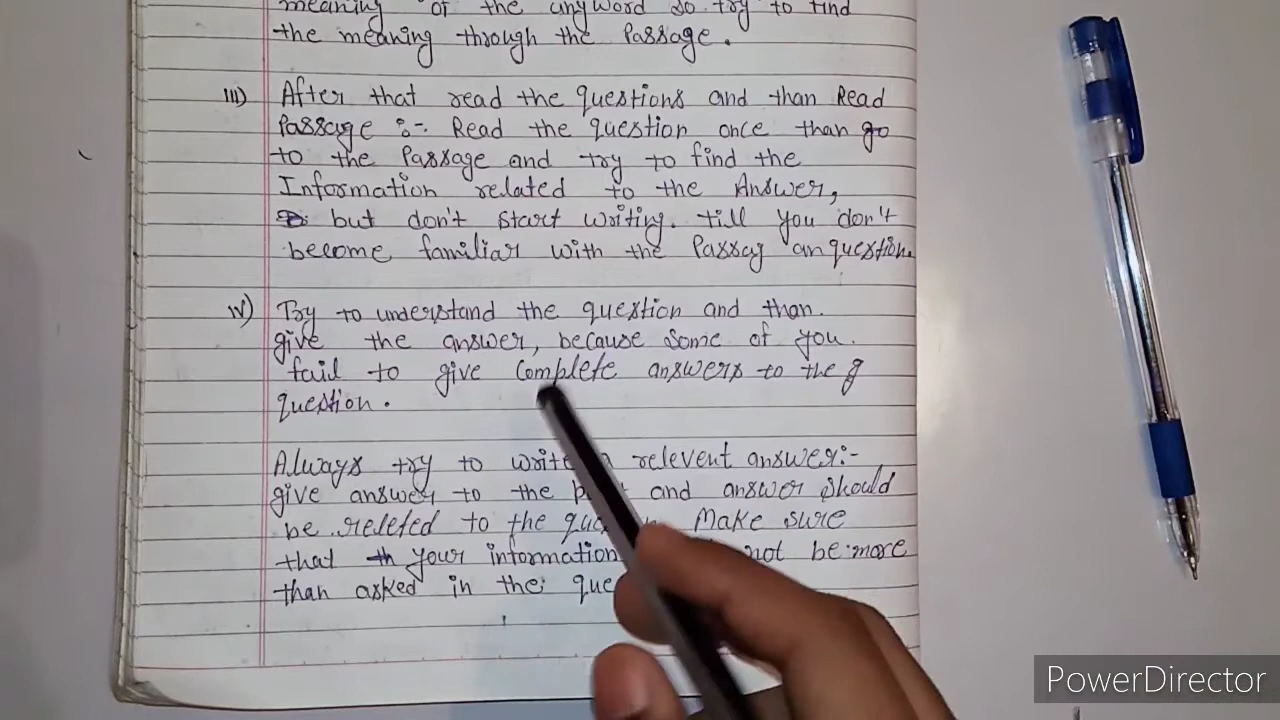 meaning of the anyword so try to find
the meaning through the Passage.
III) After that read the questions and than Read
Passage :- Read the question once than go
to the Passage and try to find the
Information related to the Answer,
but don't start writing. till you don't
become familiar with the Passag an question.
IV) Try to understand the question and than.
give the answer, because some of you.
fail to give complete answers to the q
question.
Always try to write relevent answer:-
give answer to the and answer should
be releted to the Make sure
that th your information not be more
than asked in the
PowerDirector